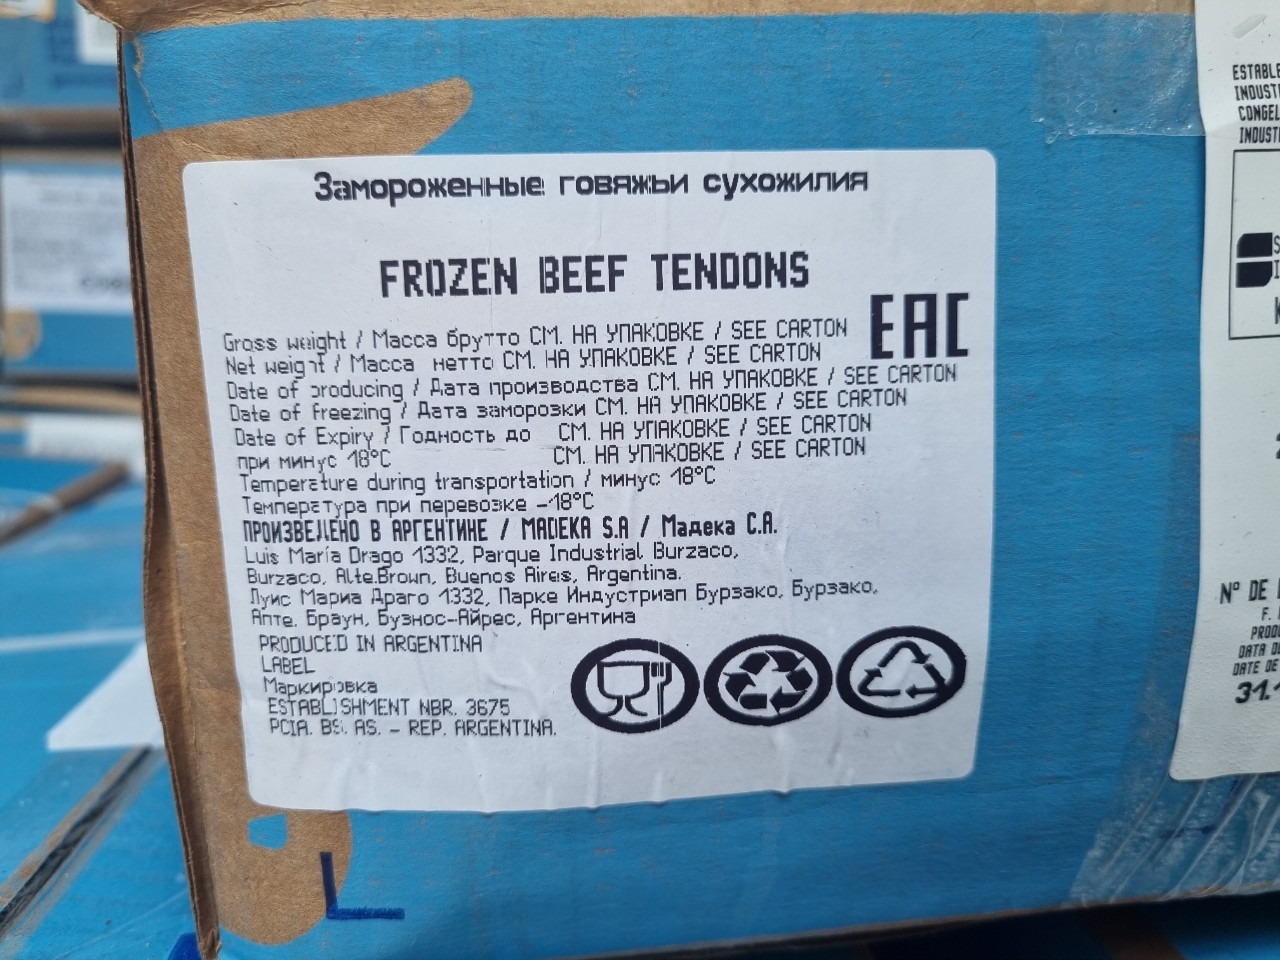 Замороженные говяжьи сухожилия
FROZEN BEEF TENDONS
EAC
Gross weight / Масса брутто СМ. НА УПАКОВКЕ / SEE CARTON
Net weight / Масса нетто СМ. НА УПАКОВКЕ / SEE CARTON
Date of producing / Дата производства СМ. НА УПАКОВКЕ / SEE CARTON
Date of freezing / Дата заморозки СМ. НА УПАКОВКЕ / SEE CARTON
Date of Expiry / Годность до СМ. НА УПАКОВКЕ / SEE CARTON
при минус 18°C СМ. НА УПАКОВКЕ / SEE CARTON
Temperature during transportation / минус 18°C
Температура при перевозке -18°C
ПРОИЗВЕДЕНО В АРГЕНТИНЕ / MADEKA S.A / Мадека С.А.
Luis María Drago 1332, Parque Industrial Burzaco,
Burzaco, Alte.Brown, Buenos Aires, Argentina.
Луис Мариа Драго 1332, Парке Индустриал Бурзако, Бурзако,
Апте. Браун, Буэнос-Айрес, Аргентина
PRODUCED IN ARGENTINA
LABEL
Маркировка
ESTABLISHMENT NBR. 3675
PCIA. BS. AS. - REP. ARGENTINA.
L
N° DE
DATE DE
31.